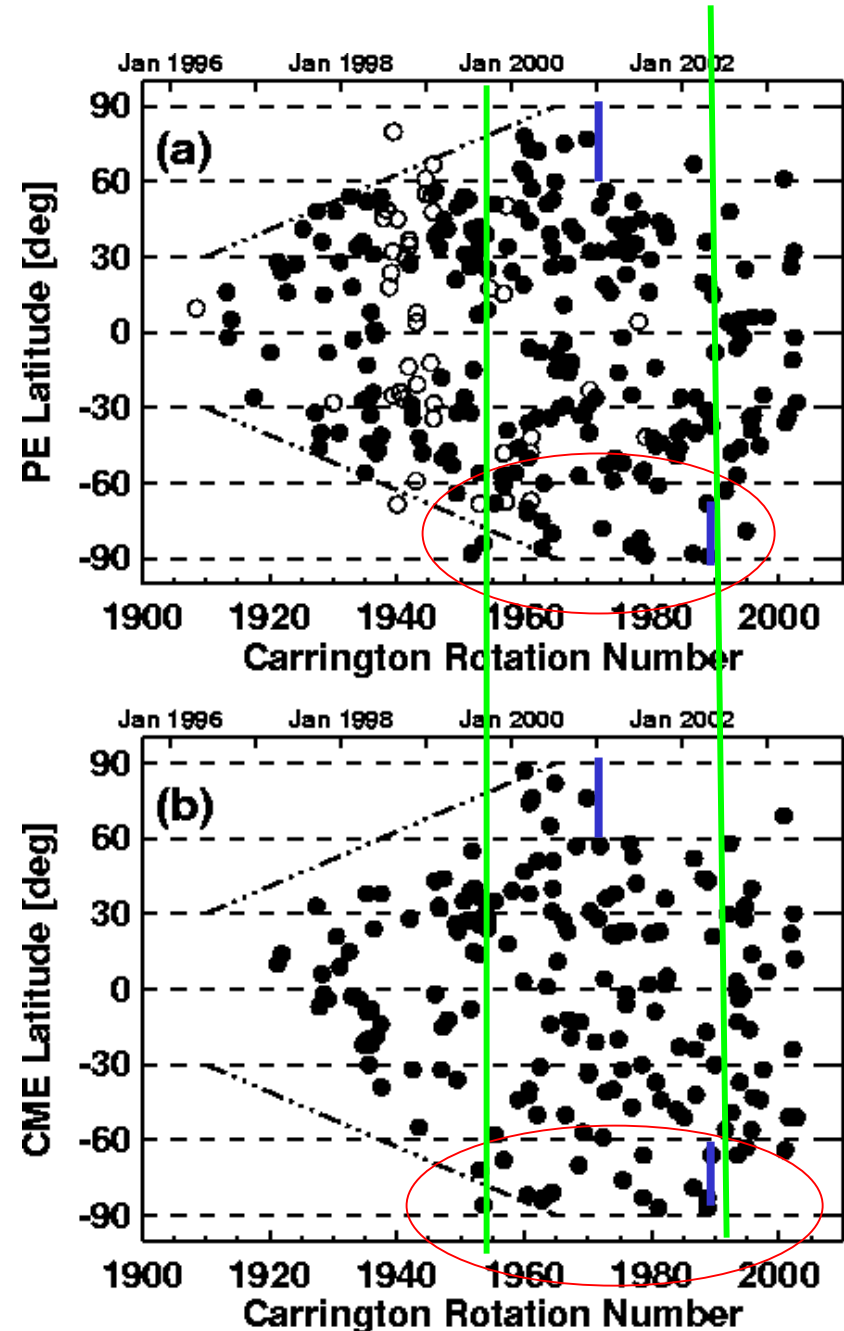 Jan 1996 Jan 1998 Jan 2000 Jan 2002
(a)
90
60
30
0
-30
-60
-90
PE Latitude [deg]
1900 1920 1940 1960 1980 2000
Carrington Rotation Number
Jan 1996 Jan 1998 Jan 2000 Jan 2002
(b)
90
60
30
0
-30
-60
-90
CME Latitude [deg]
1900 1920 1940 1960 1980 2000
Carrington Rotation Number